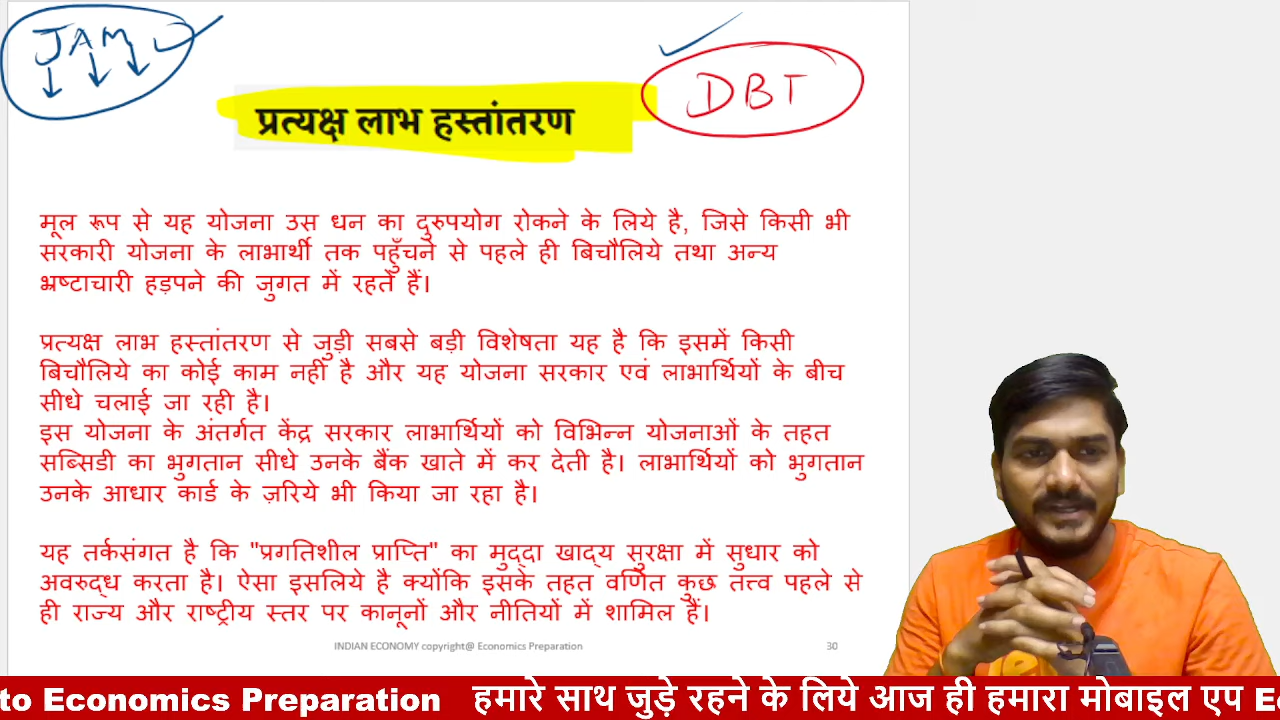 JAM
DBT
प्रत्यक्ष लाभ हस्तांतरण
मूल रूप से यह योजना उस धन का दुरुपयोग रोकने के लिये है, जिसे किसी भी
सरकारी योजना के लाभार्थी तक पहुँचने से पहले ही बिचौलिये तथा अन्य
भ्रष्टाचारी हड़पने की जुगत में रहते हैं।
प्रत्यक्ष लाभ हस्तांतरण से जुड़ी सबसे बड़ी विशेषता यह है कि इसमें किसी
बिचौलिये का कोई काम नहीं है और यह योजना सरकार एवं लाभार्थियों के बीच
सीधे चलाई जा रही है।
इस योजना के अंतर्गत केंद्र सरकार लाभार्थियों को विभिन्न योजनाओं के तहत
सब्सिडी का भुगतान सीधे उनके बैंक खाते में कर देती है। लाभार्थियों को भुगतान
उनके आधार कार्ड के ज़रिये भी किया जा रहा है।
यह तर्कसंगत है कि "प्रगतिशील प्राप्ति" का मुद्दा खाद्य सुरक्षा में सुधार को
अवरुद्ध करता है। ऐसा इसलिये है क्योंकि इसके तहत वर्णित कुछ तत्त्व पहले से
ही राज्य और राष्ट्रीय स्तर पर कानूनों और नीतियों में शामिल हैं।
INDIAN ECONOMY copyright@ Economics Preparation 30
to Economics Preparation हमारे साथ जुड़े रहने के लिये आज ही हमारा मोबाइल एप